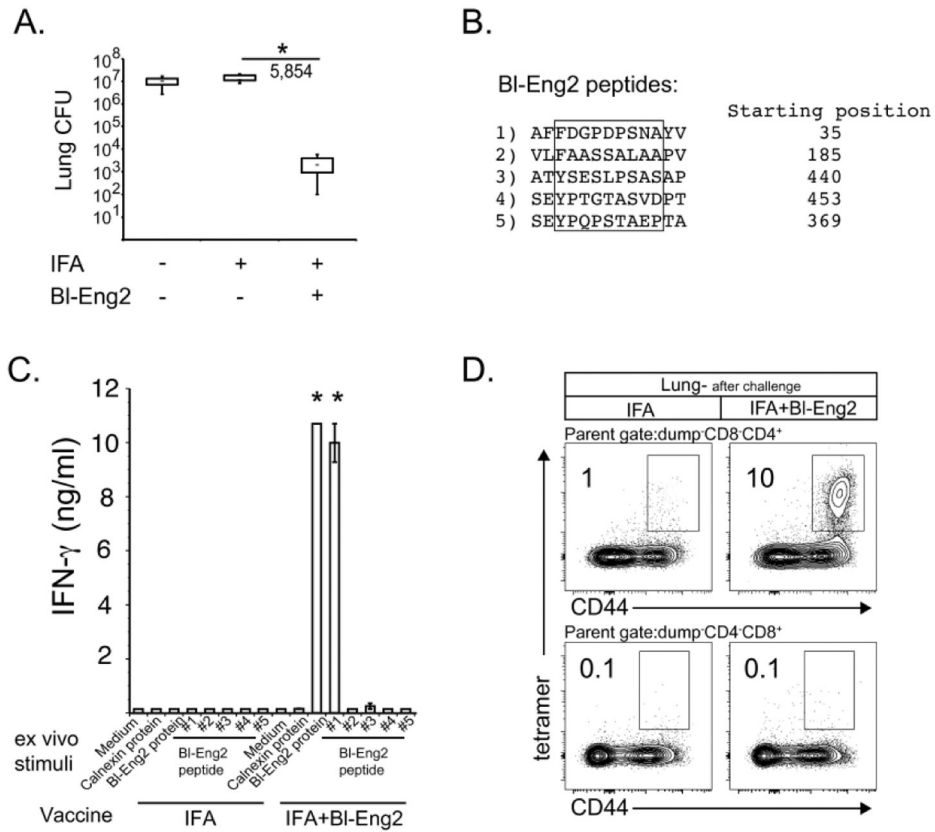 A.
*
5,854
Lung CFU
10^8
10^7
10^6
10^5
10^4
10^3
10^2
10^1
IFA - + +
Bl-Eng2 - - +
B.
Bl-Eng2 peptides:
Starting position
1) AFFDGPDPSNAYV 35
2) VLFAASSALAAPV 185
3) ATYSESLPSASAP 440
4) SEYPTGTASVDPT 453
5) SEYPQPSTAEPTA 369
C.
IFN-γ (ng/ml)
12
10
8
6
4
2
* *
ex vivo
stimuli
Medium
Calnexin protein
Bl-Eng2 protein
#1
#2
#3
#4
#5
Bl-Eng2
peptide
Medium
Calnexin protein
Bl-Eng2 protein
#1
#2
#3
#4
#5
Bl-Eng2
peptide
Vaccine IFA IFA+Bl-Eng2
D.
Lung- after challenge
IFA IFA+Bl-Eng2
Parent gate:dump-CD8-CD4+
1 10
CD44
Parent gate:dump-CD4-CD8+
0.1 0.1
CD44
tetramer